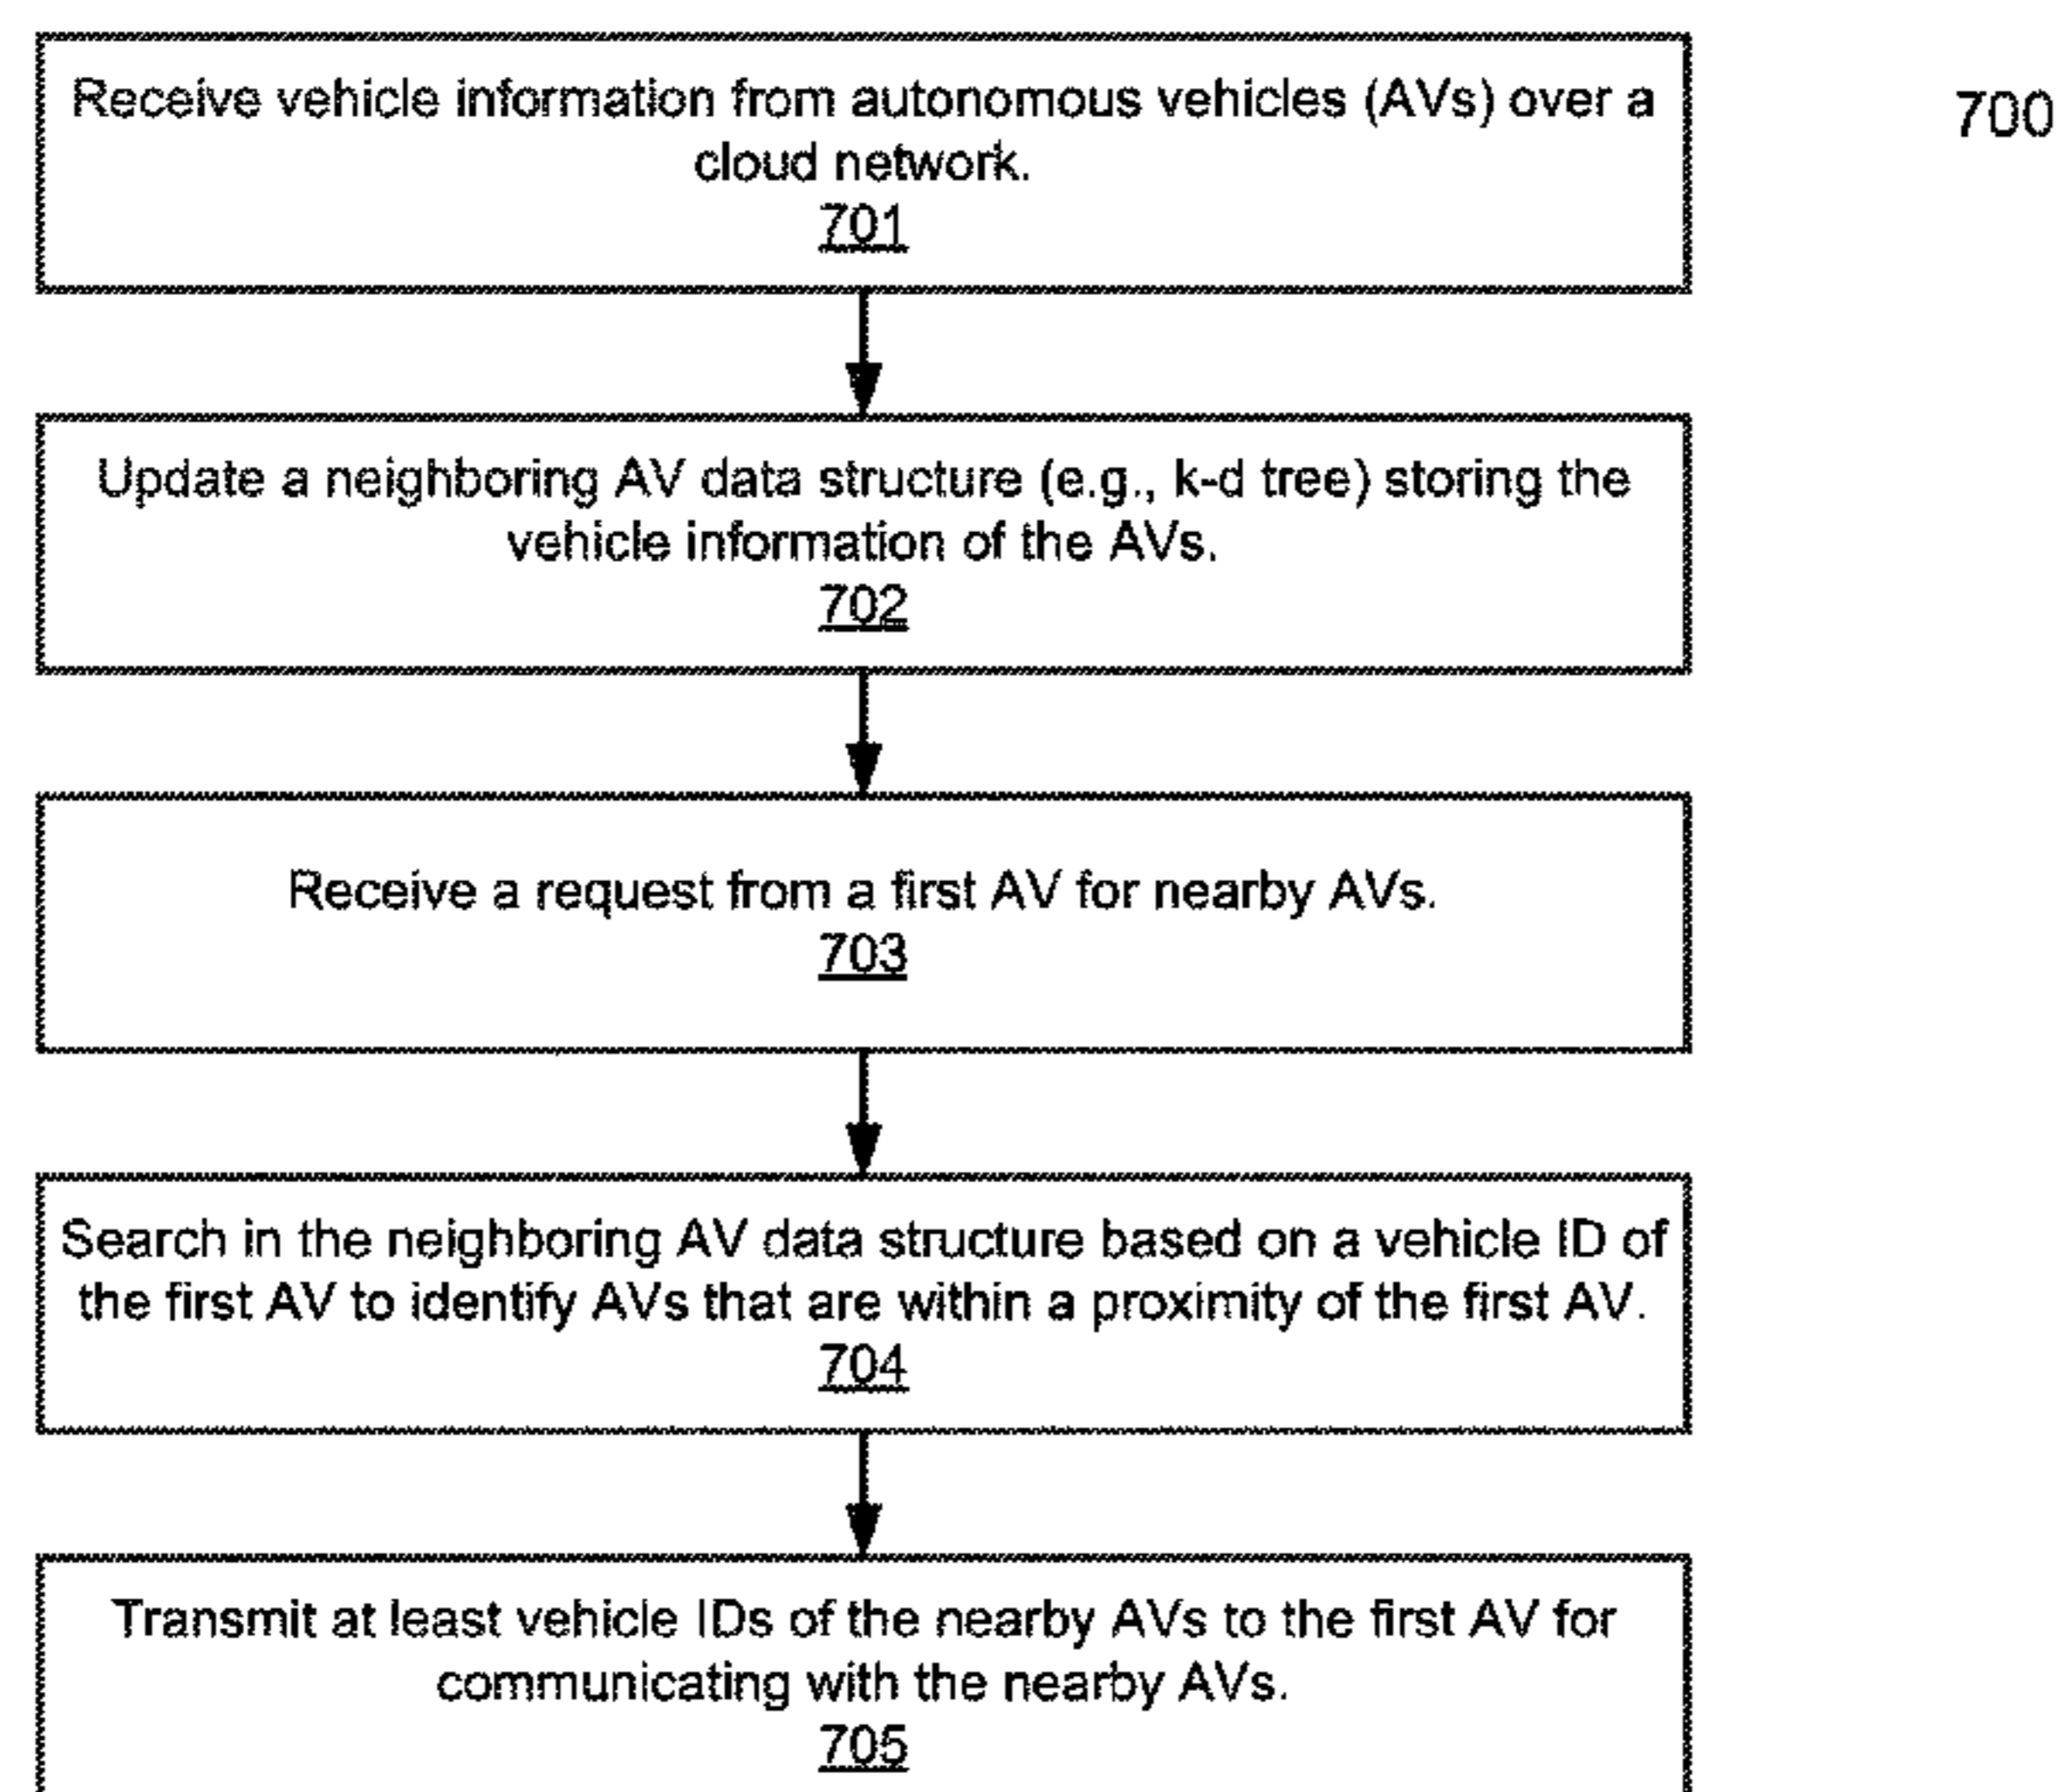 Receive vehicle information from autonomous vehicles (AVs) over a
cloud network.
701
700
Update a neighboring AV data structure (e.g., k-d tree) storing the
vehicle information of the AVs.
702
Receive a request from a first AV for nearby AVs.
703
Search in the neighboring AV data structure based on a vehicle ID of
the first AV to identify AVs that are within a proximity of the first AV.
704
Transmit at least vehicle IDs of the nearby AVs to the first AV for
communicating with the nearby AVs.
705